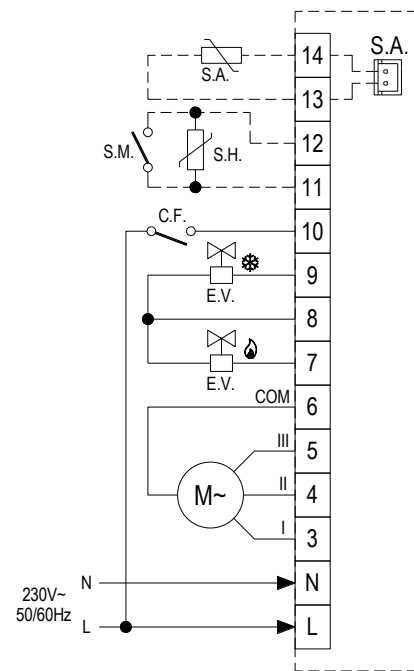 14
S.A.
S.A.
13
12
S.M.
S.H.
11
C.F.
10
9
E.V.
8
7
E.V.
COM
6
III
5
M~
II
4
I
3
N
N
230V~
50/60Hz
L
L